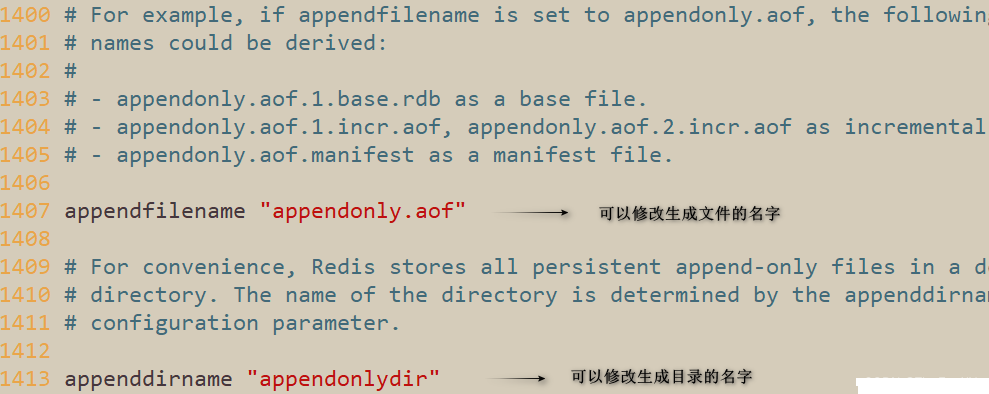 1400 # For example, if appendfilename is set to appendonly.aof, the following
1401 # names could be derived:
1402 #
1403 # - appendonly.aof.1.base.rdb as a base file.
1404 # - appendonly.aof.1.incr.aof, appendonly.aof.2.incr.aof as incremental
1405 # - appendonly.aof.manifest as a manifest file.
1406
1407 appendfilename "appendonly.aof" 可以修改生成文件的名字
1408
1409 # For convenience, Redis stores all persistent append-only files in a
1410 # directory. The name of the directory is determined by the
1411 # configuration parameter.
1412
1413 appenddirname "appendonlydir" 可以修改生成目录的名字